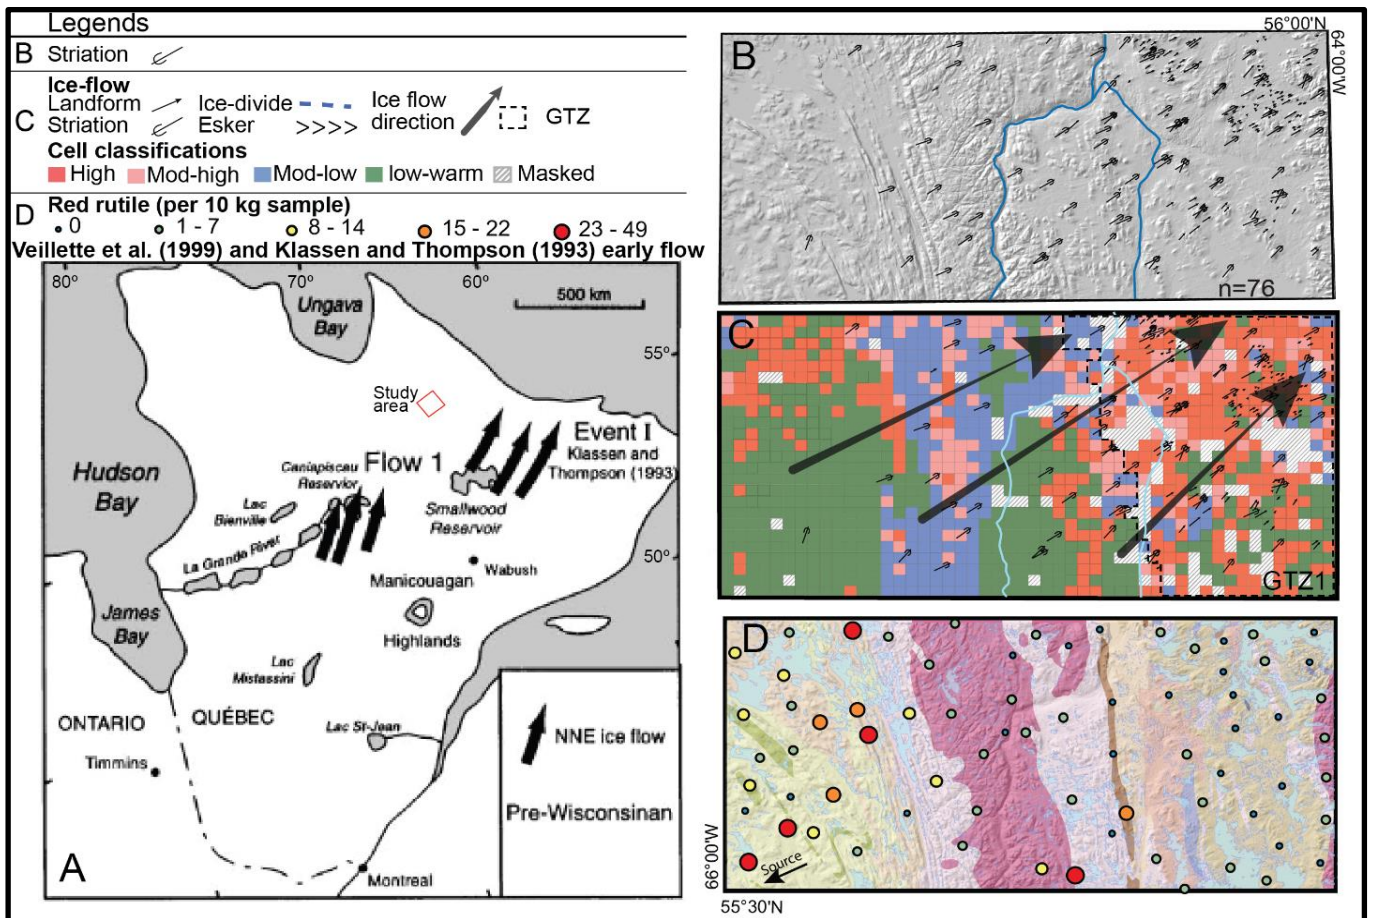 Legends
B Striation
Ice-flow
Landform Ice-divide Ice flow direction GTZ
C Striation Esker
Cell classifications
High Mod-high Mod-low low-warm Masked
D Red rutile (per 10 kg sample)
0 1 - 7 8 - 14 15 - 22 23 - 49
Veillette et al. (1999) and Klassen and Thompson (1993) early flow
80° 70° 60°
500 km
Ungava
Bay
55°
Study
area
Event I
Klassen and
Thompson (1993)
Flow 1
Caniapiscau
Reservior
Hudson
Bay
Lac
Bienville
Smallwood
Reservoir
La Grande River
50°
Wabush
Manicouagan
James
Bay
Highlands
Lac
Mistassini
ONTARIO
QUÉBEC
Lac St-Jean
Timmins
NNE ice flow
Pre-Wisconsinan
A
Montreal
56°00'N
64°00'W
B
n=76
C
GTZ1
D
Source
66°00'W
55°30'N